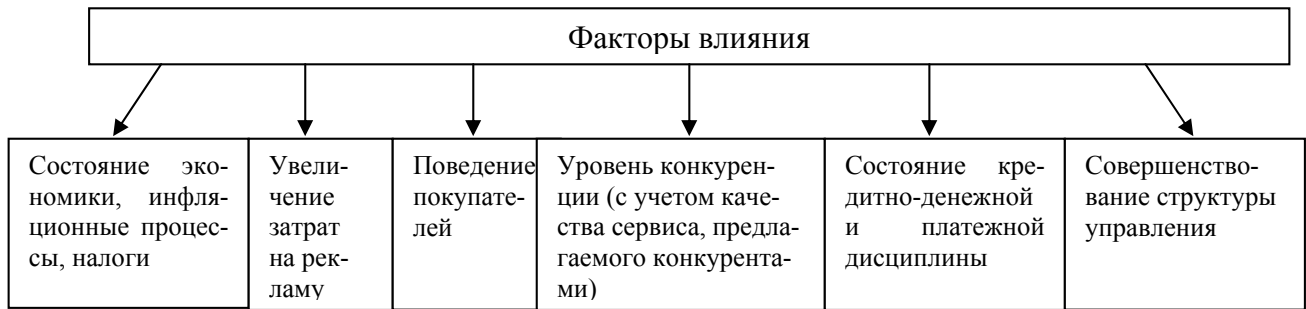 Факторы влияния
Состояние эко-
номики, инфля-
ционные процес-
сы, налоги
Увели-
чение
затрат
на рек-
ламу
Поведение
покупате-
лей
Уровень конкурен-
ции (с учетом каче-
ства сервиса, предла-
гаемого конкурента-
ми)
Состояние кре-
дитно-денежной
и платежной
дисциплины
Совершенство-
вание структуры
управления